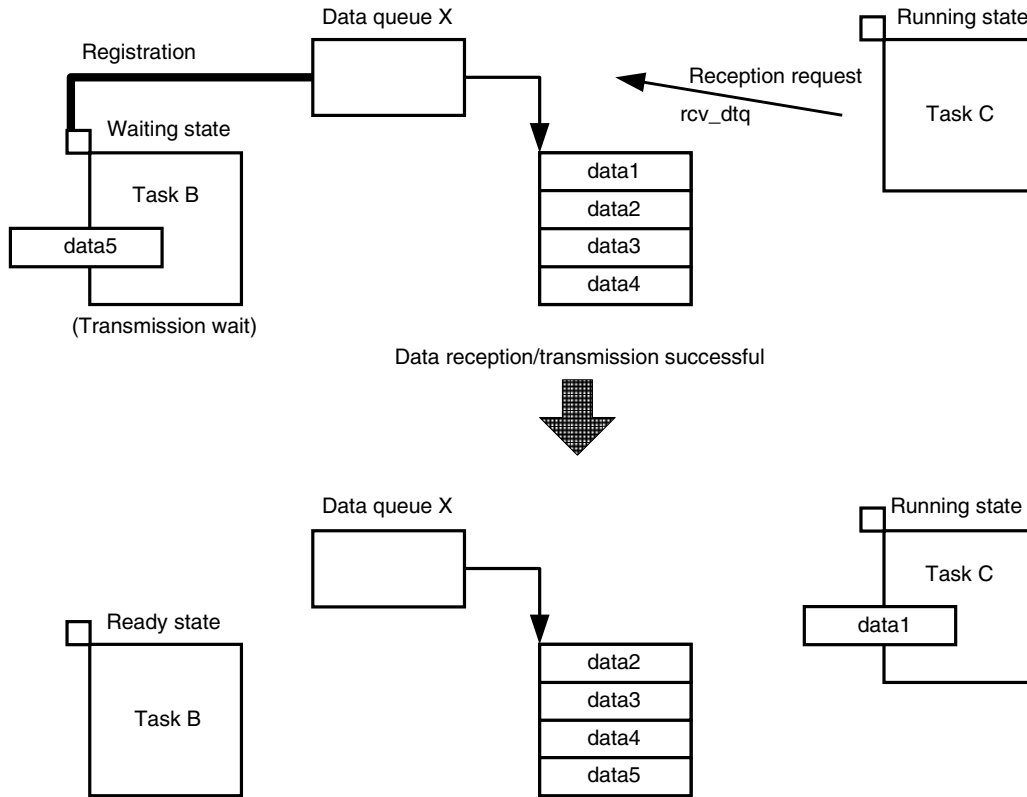 Data queue X
Running state
Registration
Reception request
rcv_dtq
Task C
Waiting state
Task B
data1
data2
data5
data3
data4
(Transmission wait)
Data reception/transmission successful
Data queue X
Running state
Task C
Ready state
data1
data2
data3
Task B
data4
data5